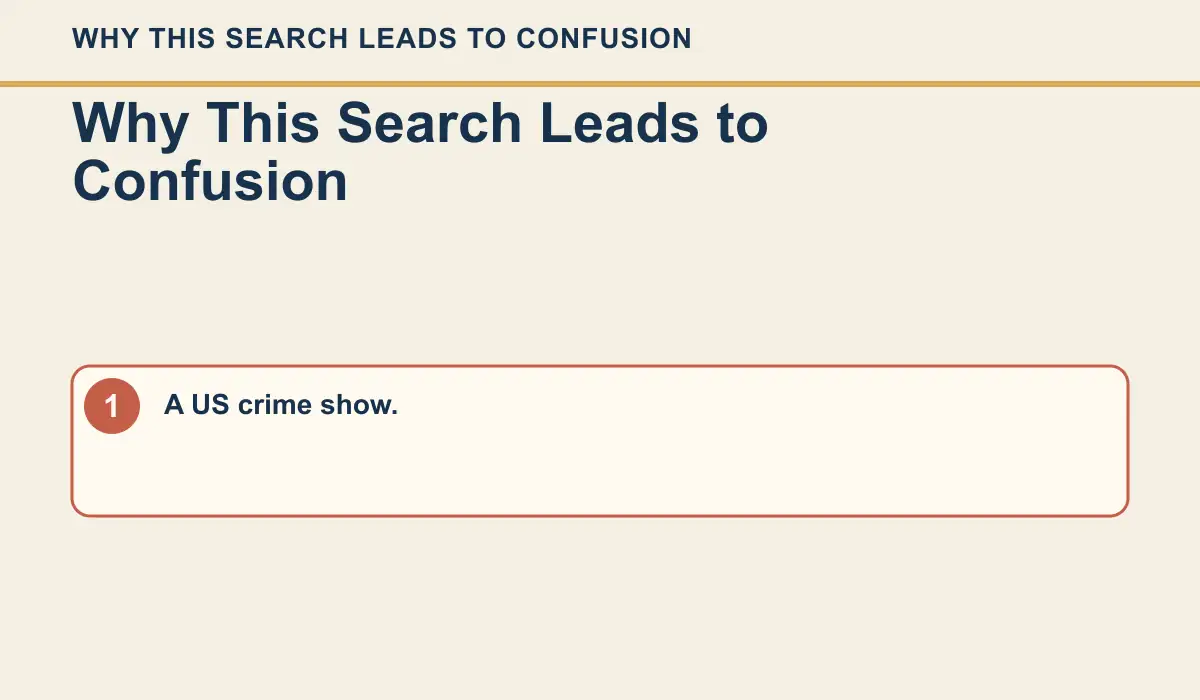 WHY THIS SEARCH LEADS TO CONFUSION
Why This Search Leads to
Confusion
1
A US crime show.